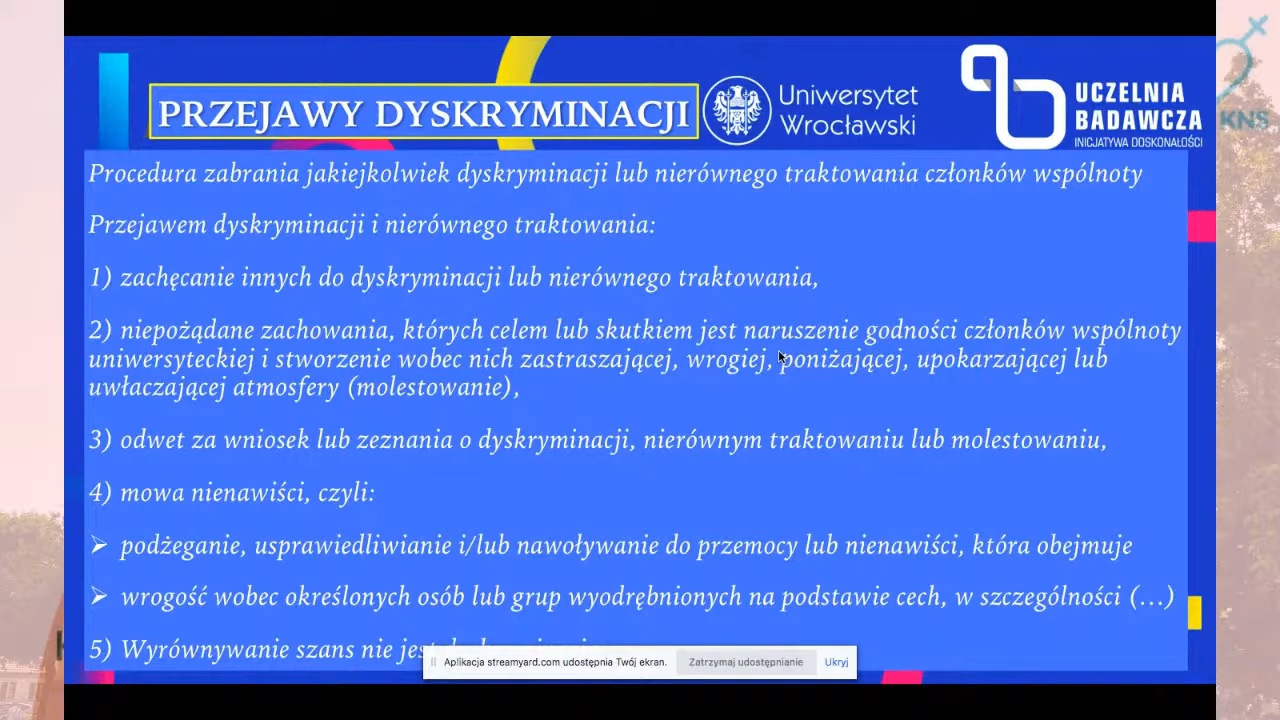 PRZEJAWY DYSKRYMINACJI
Uniwersytet
Wrocławski
UCZELNIA
BADAWCZA
INICJATYWA DOSKONAŁOŚCI
KNS
Procedura zabrania jakiejkolwiek dyskryminacji lub nierównego traktowania członków wspólnoty
Przejawem dyskryminacji i nierównego traktowania:
1) zachęcanie innych do dyskryminacji lub nierównego traktowania,
2) niepożądane zachowania, których celem lub skutkiem jest naruszenie godności członków wspólnoty
uniwersyteckiej i stworzenie wobec nich zastraszającej, wrogiej, poniżającej, upokarzającej lub
uwłaczającej atmosfery (molestowanie),
3) odwet za wniosek lub zeznania o dyskryminacji, nierównym traktowaniu lub molestowaniu,
4) mowa nienawiści, czyli:
➢ podżeganie, usprawiedliwianie i/lub nawoływanie do przemocy lub nienawiści, która obejmuje
➢ wrogość wobec określonych osób lub grup wyodrębnionych na podstawie cech, w szczególności (...)
5) Wyrównywanie szans nie jest
Aplikacja streamyard.com udostępnia Twój ekran.
Zatrzymaj udostępnianie
Ukryj